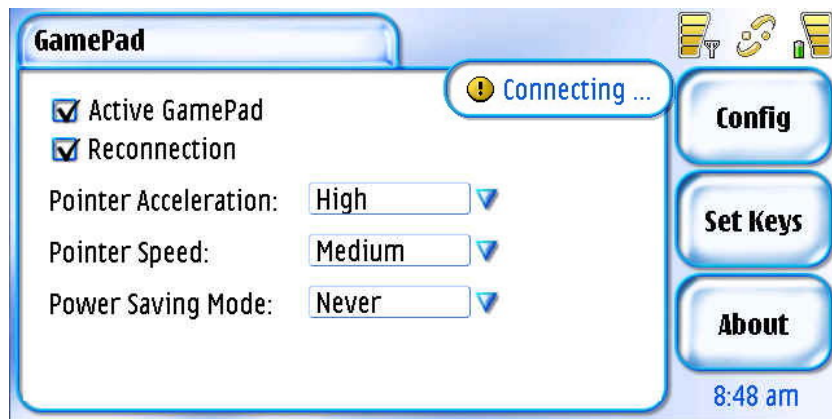 GamePad
Connecting ...
Active GamePad
Reconnection
Pointer Acceleration: High
Pointer Speed: Medium
Power Saving Mode: Never
Config
Set Keys
About
8:48 am